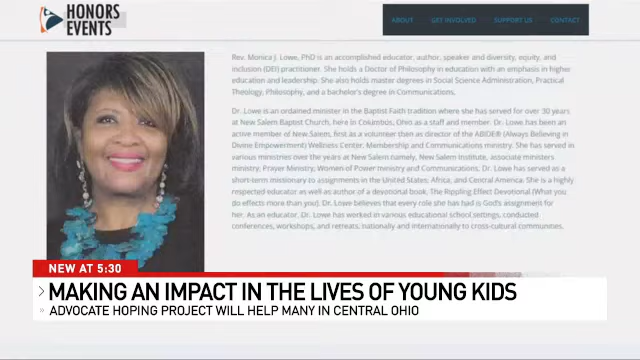 HONORS
EVENTS
ABOUT GET INVOLVED SUPPORT US CONTACT
Rev. Monica J. Lowe, PhD is an accomplished educator, author, speaker and diversity, equity, and
inclusion (DEI) practitioner. She holds a Doctor of Philosophy in education with an emphasis in higher
education and leadership. She also holds master degrees in Social Science Administration, Practical
Theology, Philosophy, and a bachelor's degree in Communications.
Dr. Lowe is an ordained minister in the Baptist Faith tradition where she has served for over 30 years
at New Salem Baptist Church, here in Columbus, Ohio as a staff and member. Dr. Lowe has been an
active member of New Salem, first as a volunteer then as director of the ABIDE® (Always Believing in
Divine Empowerment) Wellness Center, Membership and Communications ministry. She has served in
various ministries over the years at New Salem namely, New Salem Institute, associate ministers
ministry, Prayer Ministry, Women of Power ministry and Communications. Dr. Lowe has served as a
short-term missionary to assignments in the United States, Africa, and Central America. She is a highly
respected educator as well as author of a devotional book, The Rippling Effect Devotional (What you
do effects more than you). Dr. Lowe believes that every role she has had is God's assignment for
her. As an educator, Dr. Lowe has worked in various educational school settings, conducted
conferences, workshops, and retreats, nationally and internationally to cross-cultural communities.
NEW AT 5:30
MAKING AN IMPACT IN THE LIVES OF YOUNG KIDS
ADVOCATE HOPING PROJECT WILL HELP MANY IN CENTRAL OHIO